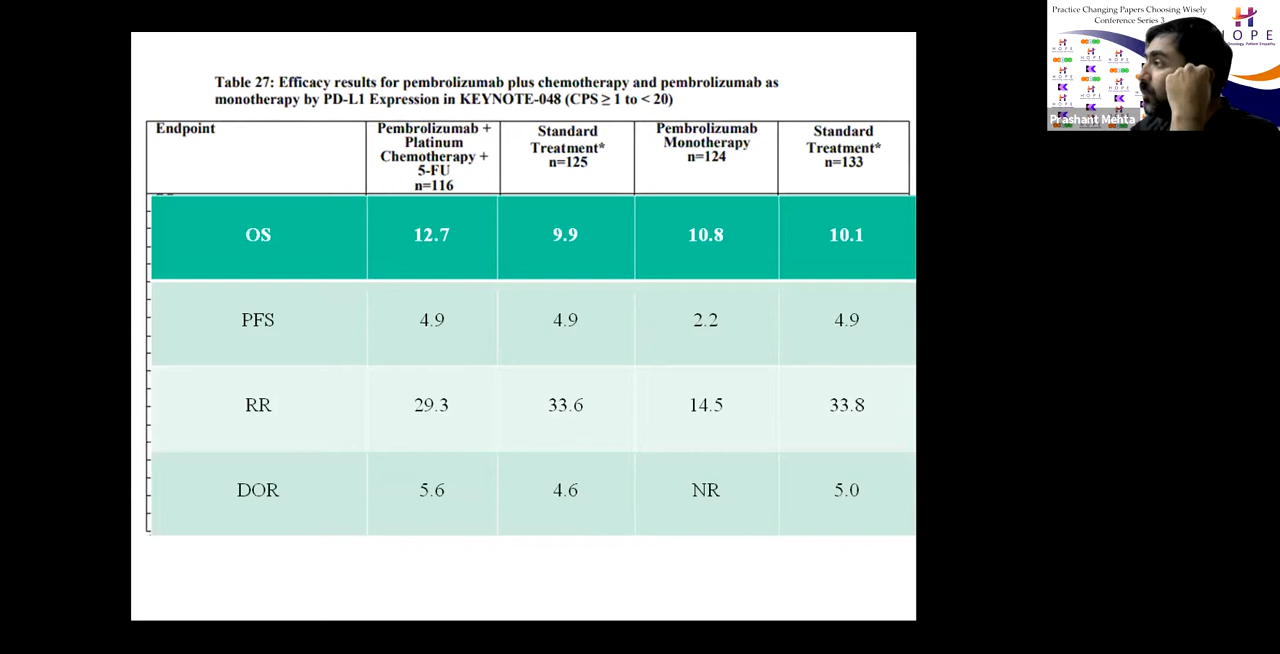 Table 27: Efficacy results for pembrolizumab plus chemotherapy and pembrolizumab as
monotherapy by PD-L1 Expression in KEYNOTE-048 (CPS ≥ 1 to < 20)
Endpoint
Pembrolizumab +
Platinum
Chemotherapy +
5-FU
n=116
Standard
Treatment*
n=125
Pembrolizumab
Monotherapy
n=124
Standard
Treatment*
n=133
OS 12.7 9.9 10.8 10.1
PFS 4.9 4.9 2.2 4.9
RR 29.3 33.6 14.5 33.8
DOR 5.6 4.6 NR 5.0
Practice Changing Papers Choosing Wisely
Conference Series 3
HOPE
Oncology, Patient Empathy
Prashant Mehta